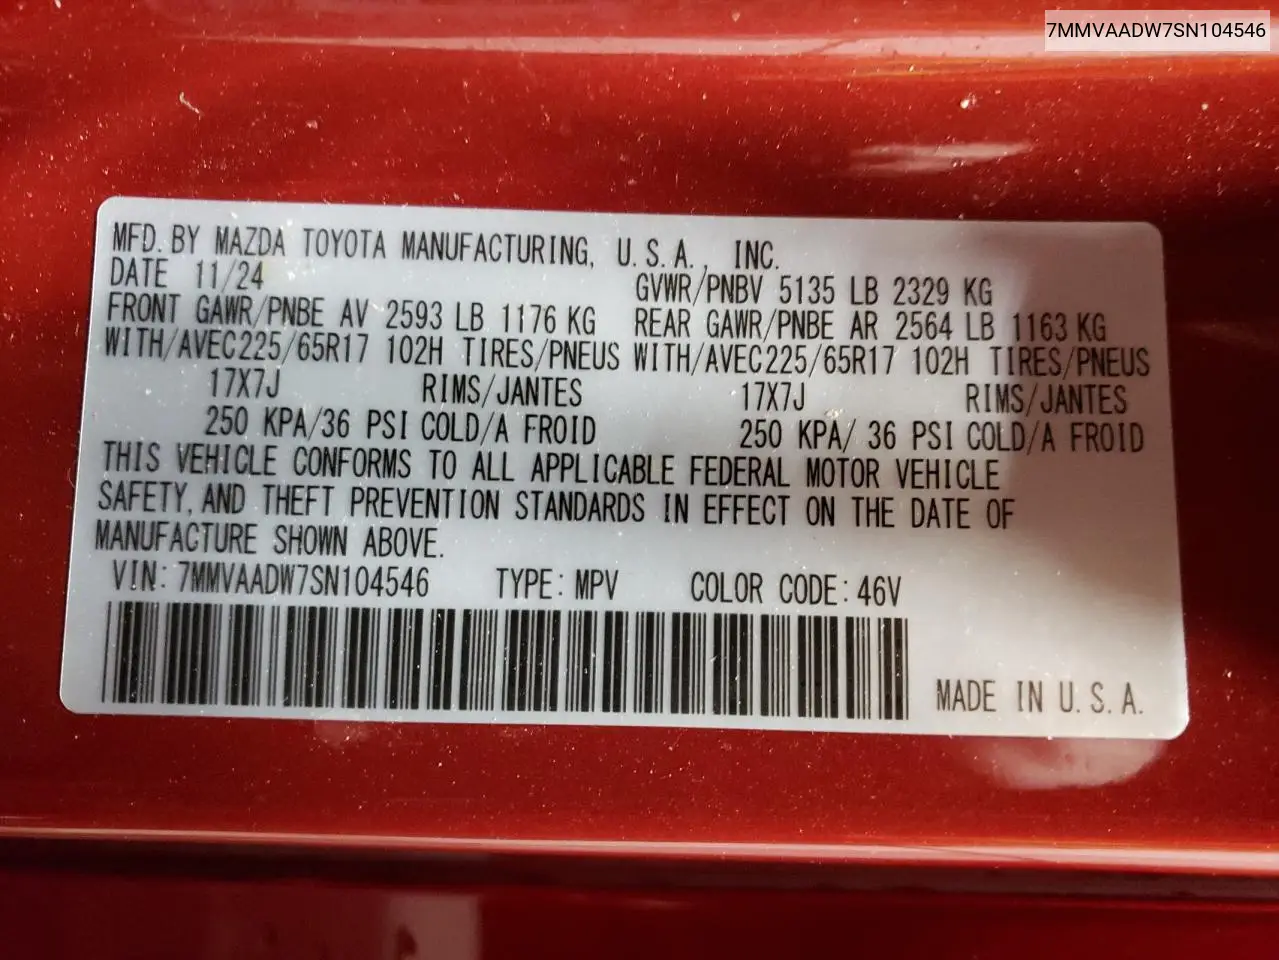 7MMVAADW7SN104546
MFD. BY MAZDA TOYOTA MANUFACTURING, U.S.A., INC.
DATE 11/24 GVWR/PNBV 5135 LB 2329 KG
FRONT GAWR/PNBE AV 2593 LB 1176 KG REAR GAWR/PNBE AR 2564 LB 1163 KG
WITH/AVEC225/65R17 102H TIRES/PNEUS WITH/AVEC225/65R17 102H TIRES/PNEUS
17X7J RIMS/JANTES 17X7J RIMS/JANTES
250 KPA/36 PSI COLD/A FROID 250 KPA/ 36 PSI COLD/A FROID
THIS VEHICLE CONFORMS TO ALL APPLICABLE FEDERAL MOTOR VEHICLE
SAFETY, AND THEFT PREVENTION STANDARDS IN EFFECT ON THE DATE OF
MANUFACTURE SHOWN ABOVE.
VIN: 7MMVAADW7SN104546 TYPE: MPV COLOR CODE: 46V
MADE IN U.S.A.